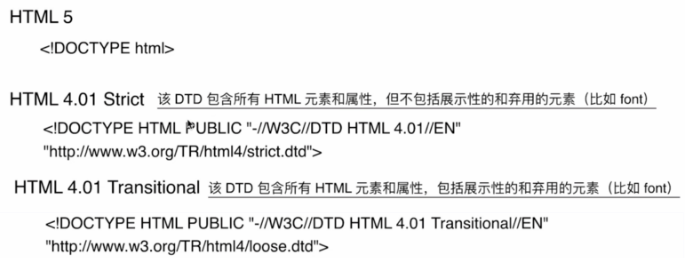 HTML 5
<!DOCTYPE html>
HTML 4.01 Strict 该 DTD 包含所有 HTML 元素和属性，但不包括展示性的和弃用的元素（比如 font）
<!DOCTYPE HTML PUBLIC "-//W3C//DTD HTML 4.01//EN"
"http://www.w3.org/TR/html4/strict.dtd">
HTML 4.01 Transitional 该 DTD 包含所有 HTML 元素和属性，包括展示性的和弃用的元素（比如 font）
<!DOCTYPE HTML PUBLIC "-//W3C//DTD HTML 4.01 Transitional//EN"
"http://www.w3.org/TR/html4/loose.dtd">